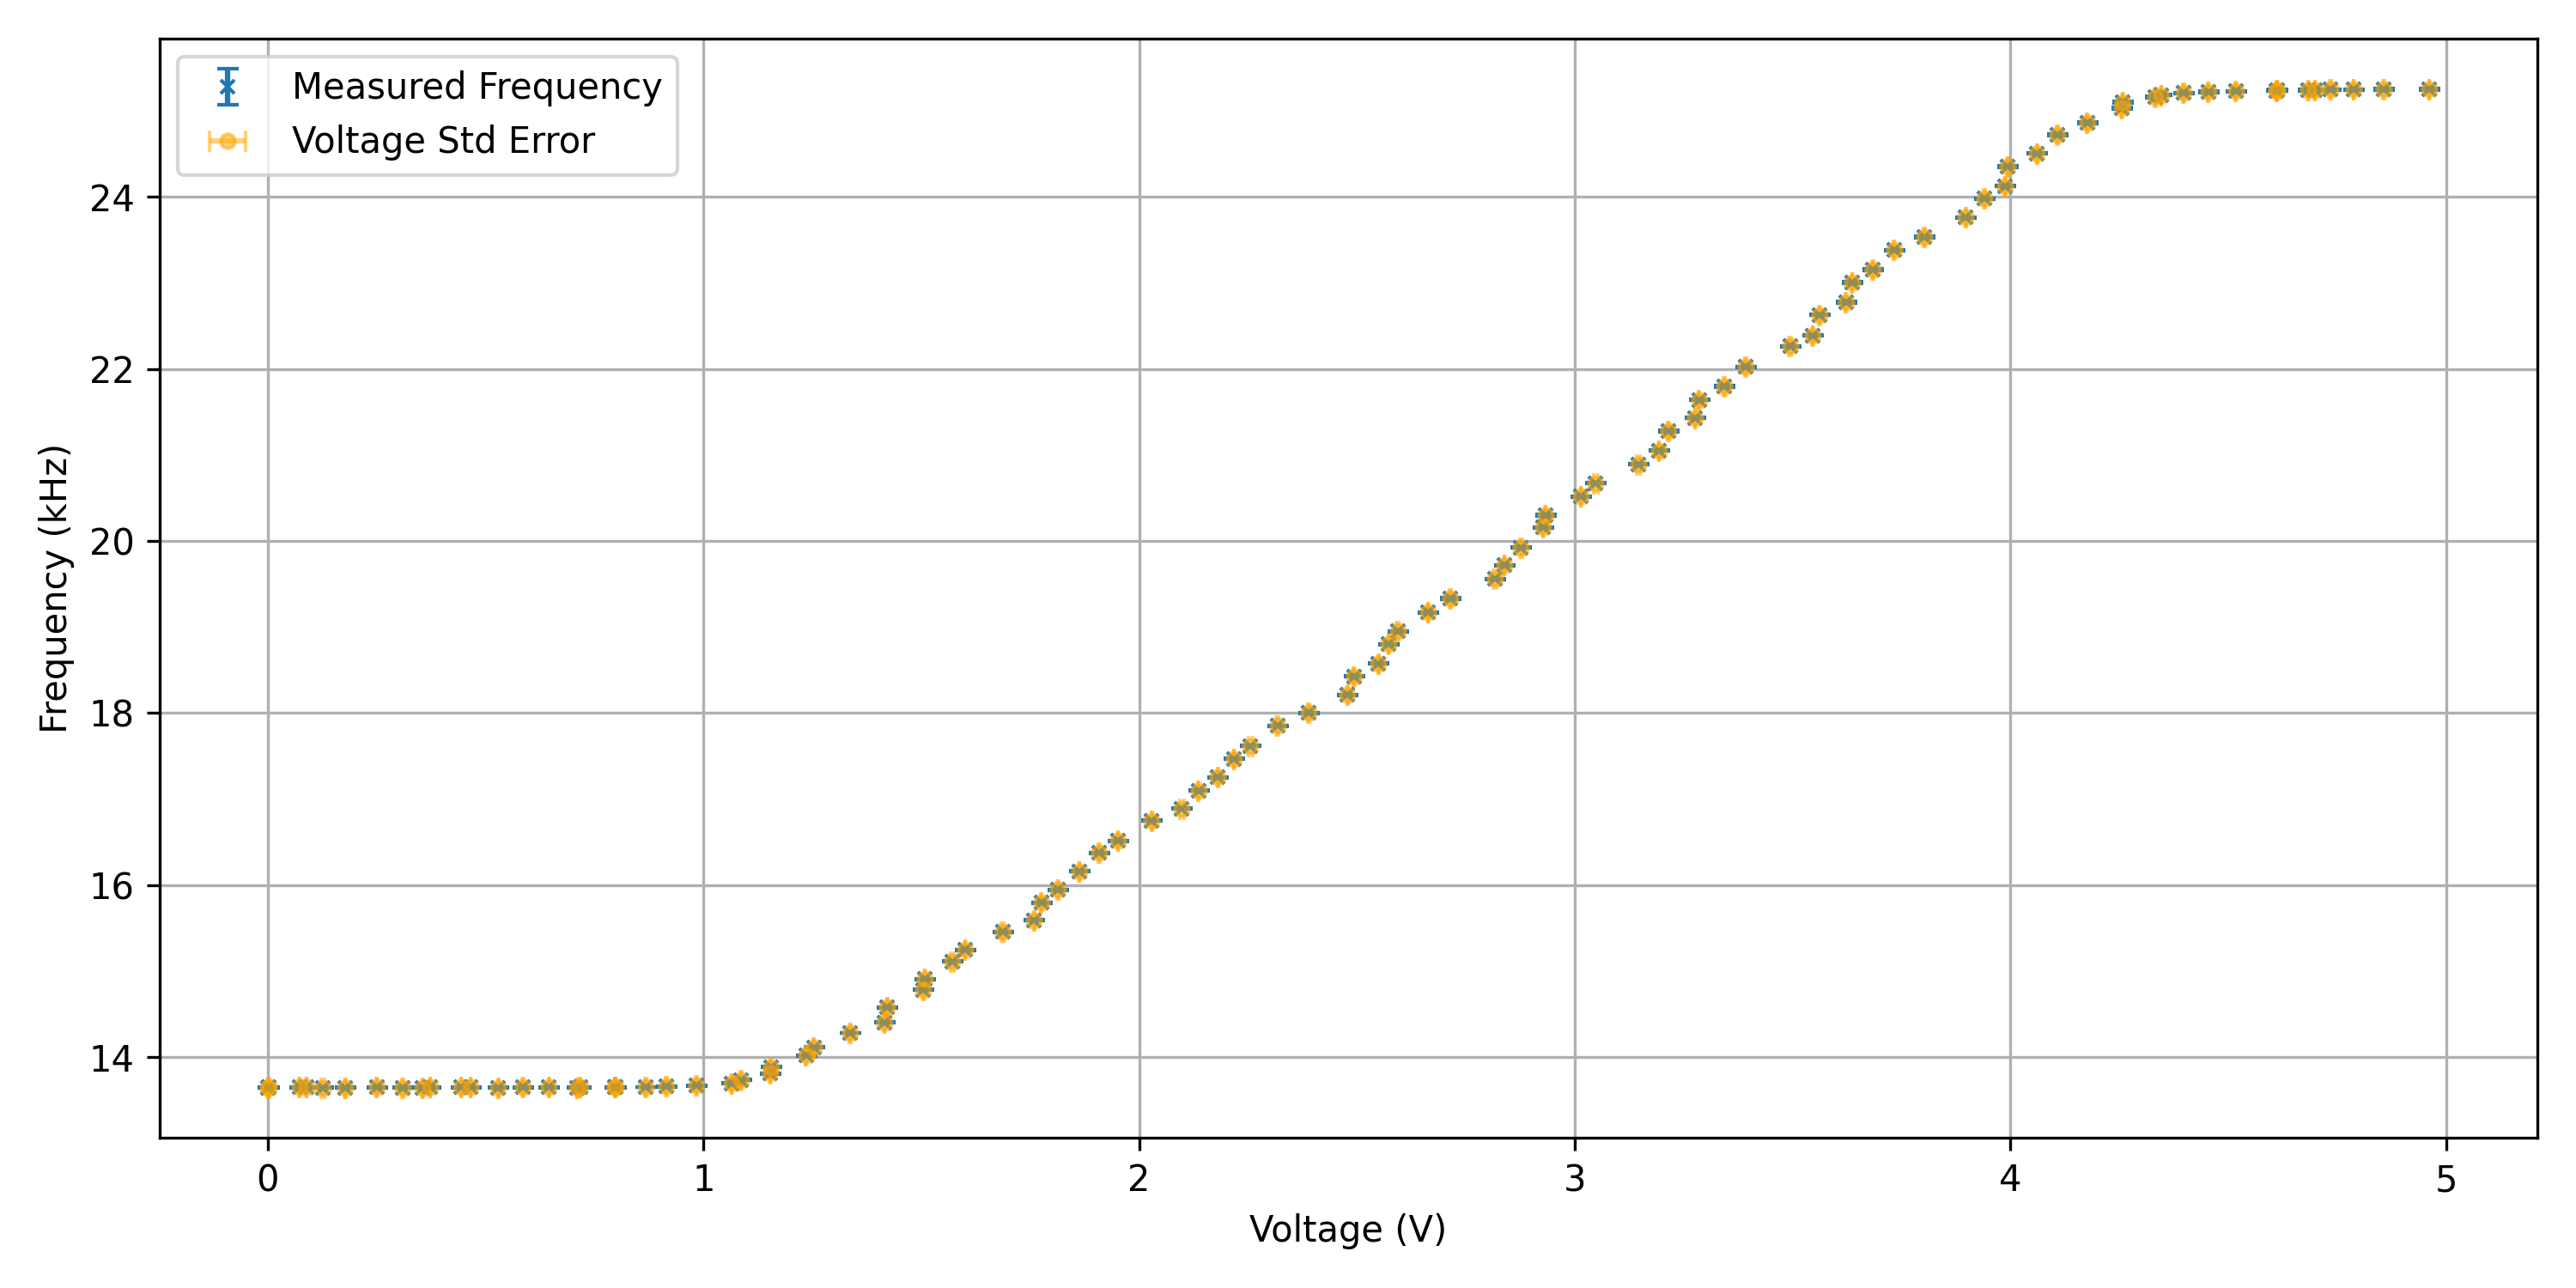 Measured Frequency
Voltage Std Error
24
22
20
18
16
14
Frequency (kHz)
0 1 2 3 4 5
Voltage (V)